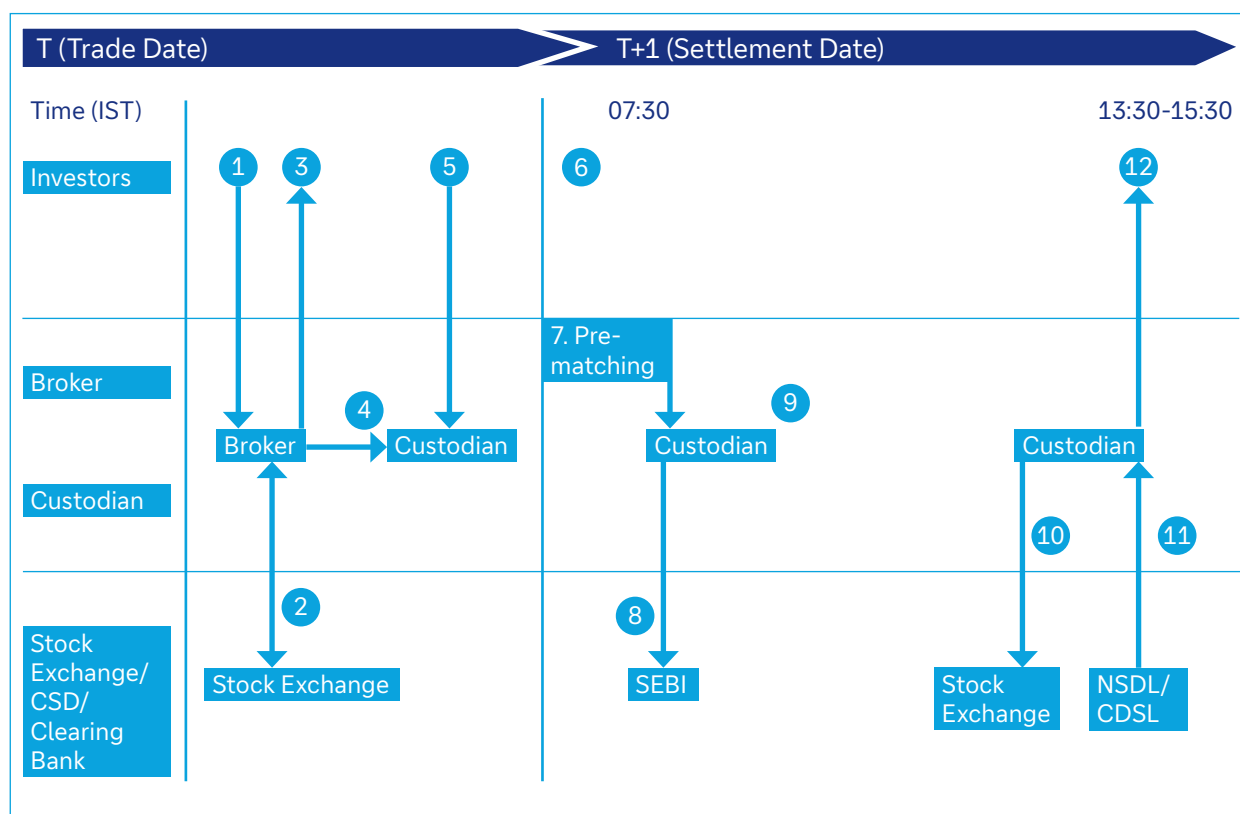 T (Trade Date)
T+1 (Settlement Date)
Time (IST)
07:30
13:30-15:30
Investors
1
3
5
6
12
7. Pre-
matching
Broker
4
9
Broker
Custodian
Custodian
Custodian
Custodian
10
11
2
8
Stock
Exchange/
CSD/
Clearing
Bank
Stock Exchange
SEBI
Stock
Exchange
NSDL/
CDSL